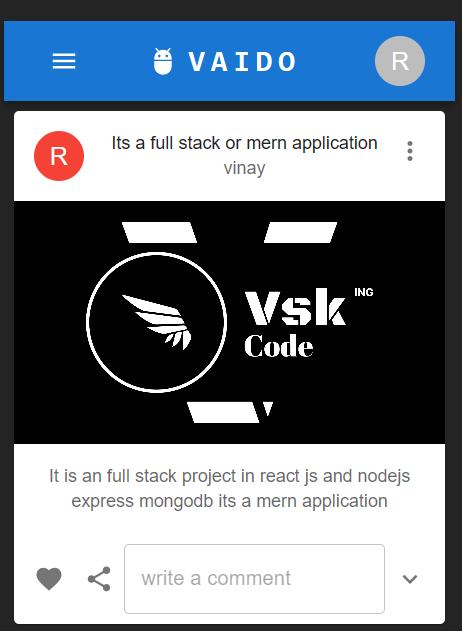 VAIDO
R
R
Its a full stack or mern application
vinay
Vsk ING
Code
It is an full stack project in react js and nodejs
express mongodb its a mern application
write a comment